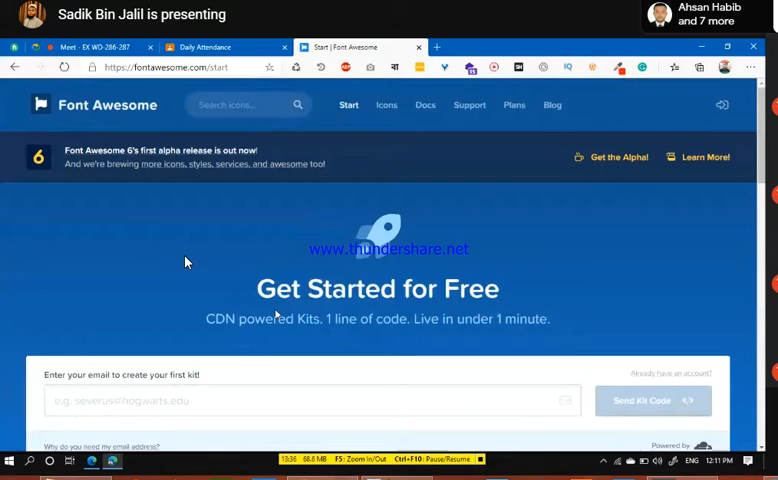 Sadik Bin Jalil is presenting
Ahsan Habib
and 7 more
Meet - EX WD-286-287
Daily Attendance
Start | Font Awesome
https://fontawesome.com/start
Font Awesome
Search icons...
Start
Icons
Docs
Support
Plans
Blog
6
Font Awesome 6's first alpha release is out now!
And we're brewing more icons, styles, services, and awesome too!
Get the Alpha!
Learn More!
www.thundershare.net
Get Started for Free
CDN powered Kits. 1 line of code. Live in under 1 minute.
Enter your email to create your first kit!
Already have an account?
e.g. severus@hogwarts.edu
Send Kit Code
Why do you need my email address?
Powered by
13:36 68.6 MB F5: Zoom In/Out Ctrl+F10: Pause/Resume
ENG 12:11 PM